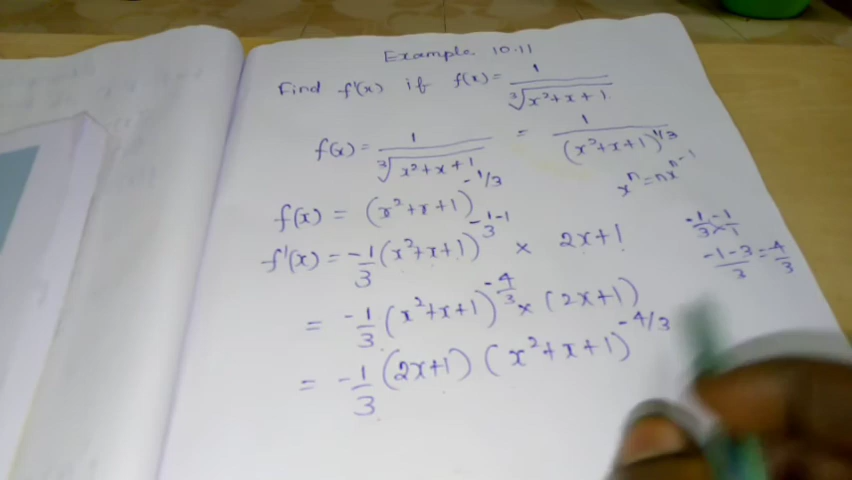 Example 10.11
Find f'(x) if f(x) = 1/∛(x²+x+1)
f(x) = 1/∛(x²+x+1) = 1/(x²+x+1)^(1/3)
xⁿ = nxⁿ⁻¹
f(x) = (x²+x+1)^(-1/3)
f'(x) = -1/3 (x²+x+1)^(-1/3-1) × 2x+1
-1/3 - 1/1
(-1-3)/3 = 4/3
= -1/3 (x²+x+1)^(-4/3) × (2x+1)
= -1/3 (2x+1) (x²+x+1)^(-4/3)